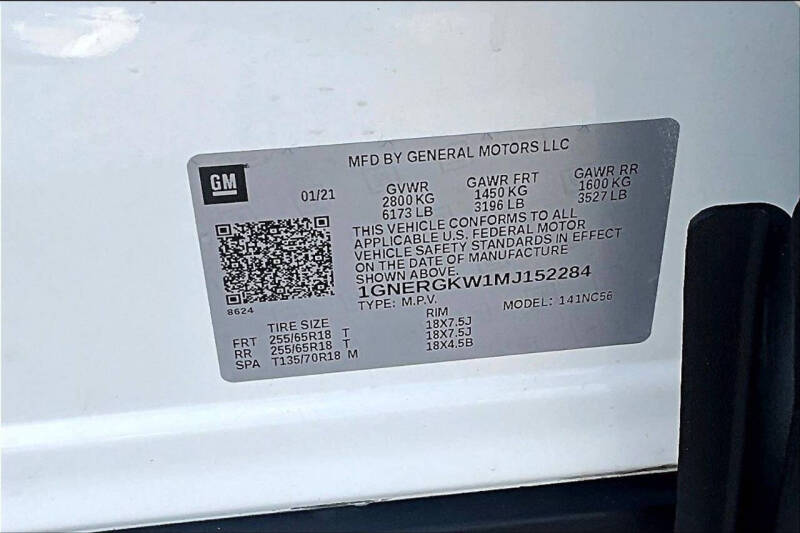 MFD BY GENERAL MOTORS LLC
GM
01/21
GVWR GAWR FRT GAWR RR
2800 KG 1450 KG 1600 KG
6173 LB 3196 LB 3527 LB
THIS VEHICLE CONFORMS TO ALL
APPLICABLE U.S. FEDERAL MOTOR
VEHICLE SAFETY STANDARDS IN EFFECT
ON THE DATE OF MANUFACTURE
SHOWN ABOVE.
1GNERGKW1MJ152284
TYPE: M.P.V. MODEL: 141NC56
8624
TIRE SIZE RIM
FRT 255/65R18 T 18X7.5J
RR 255/65R18 T 18X7.5J
SPA T135/70R18 M 18X4.5B